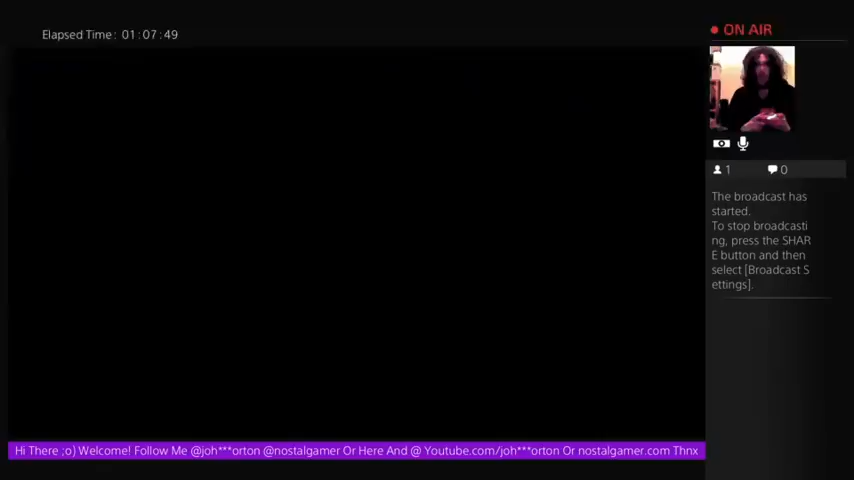 Elapsed Time: 01:07:49
ON AIR
1 0
The broadcast has
started.
To stop broadcasti
ng, press the SHAR
E button and then
select [Broadcast S
ettings].
Hi There ;o) Welcome! Follow Me @joh***orton @nostalgamer Or Here And @ Youtube.com/joh***orton Or nostalgamer.com Thnx